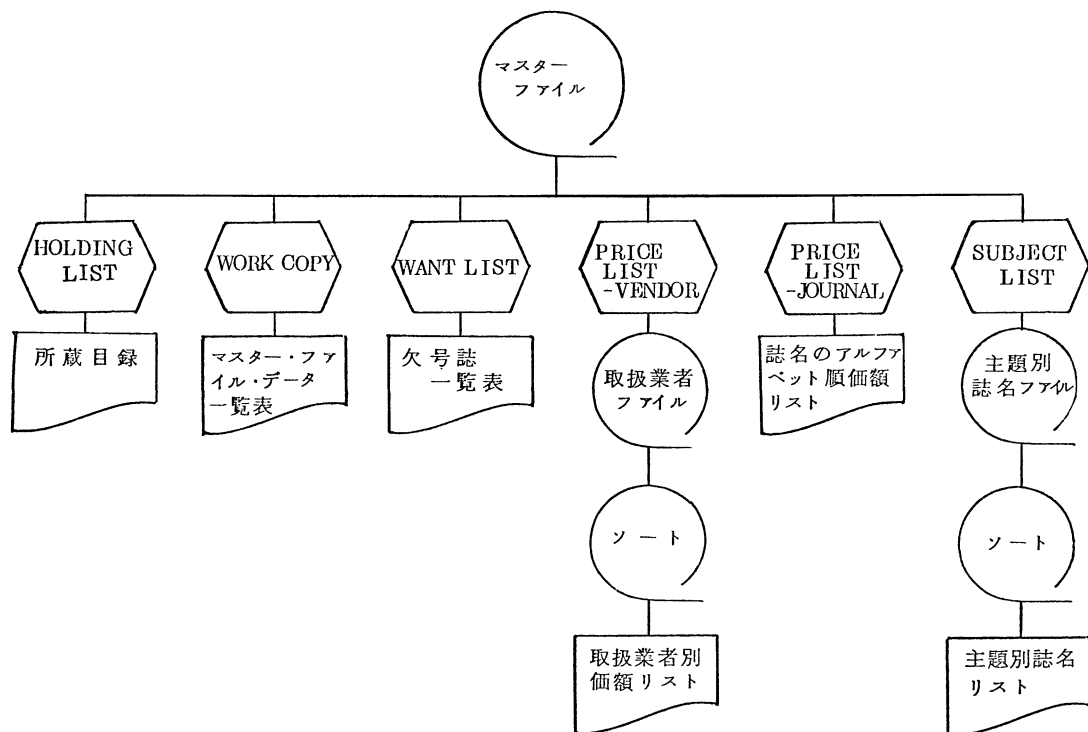 マスター
ファイル
HOLDING
LIST
WORK COPY
WANT LIST
PRICE
LIST
-VENDOR
PRICE
LIST
-JOURNAL
SUBJECT
LIST
所蔵目録
マスター・ファ
イル・データ
一覧表
欠号誌
一覧表
取扱業者
ファイル
誌名のアルファ
ベット順価額
リスト
主題別
誌名ファイル
ソート
ソート
取扱業者別
価額リスト
主題別誌名
リスト